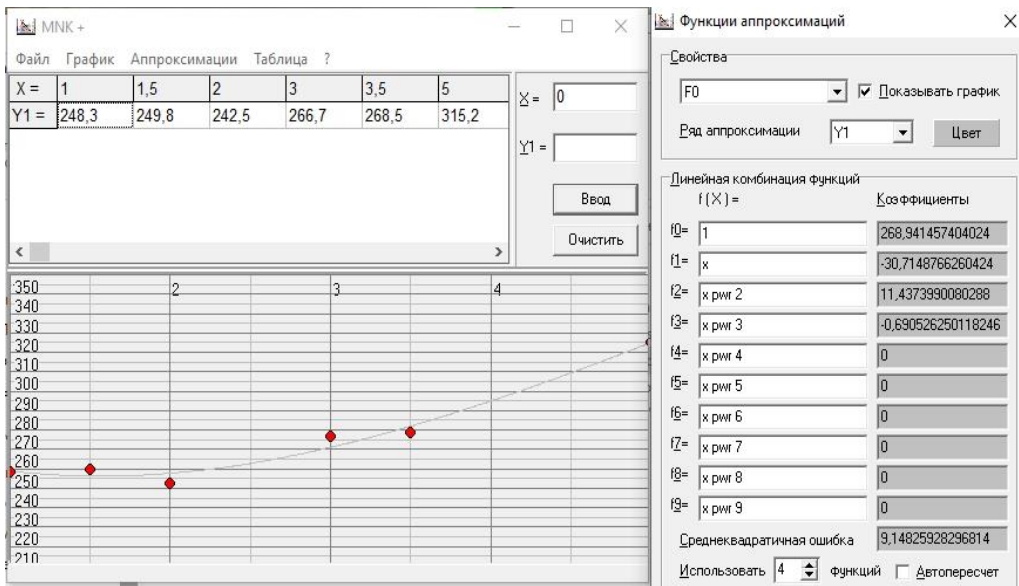 MNK +
Файл График Аппроксимации Таблица ?
X = 1 1,5 2 3 3,5 5
Y1 = 248,3 249,8 242,5 266,7 268,5 315,2
X = 0
Y1 =
Ввод
Очистить
350 2 3 4
340
330
320
310
300
290
280
270
260
250
240
230
220
210
Функции аппроксимаций
Свойства
F0 Показывать график
Ряд аппроксимации Y1 Цвет
Линейная комбинация функций
f(X)= Коэффициенты
f0= 1 268,941457404024
f1= x -30,7148766260424
f2= x pwr 2 11,4373990080288
f3= x pwr 3 -0,690526250118246
f4= x pwr 4 0
f5= x pwr 5 0
f6= x pwr 6 0
f7= x pwr 7 0
f8= x pwr 8 0
f9= x pwr 9 0
Среднеквадратичная ошибка 9,14825928296814
Использовать 4 функций Автопересчет